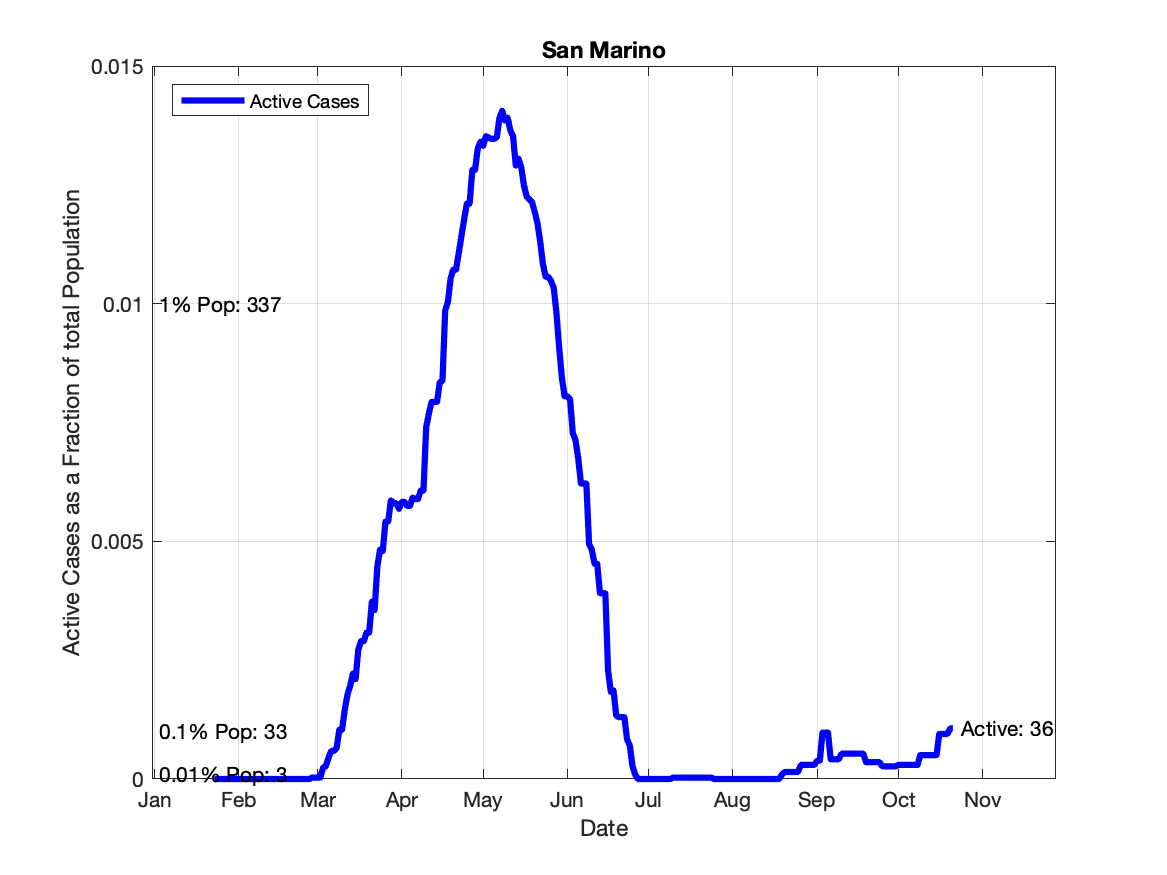 San Marino
0.015
Active Cases
0.01
1% Pop: 337
0.005
0.1% Pop: 33
Active: 36
0.01% Pop: 3
0
Jan Feb Mar Apr May Jun Jul Aug Sep Oct Nov
Date
Active Cases as a Fraction of total Population